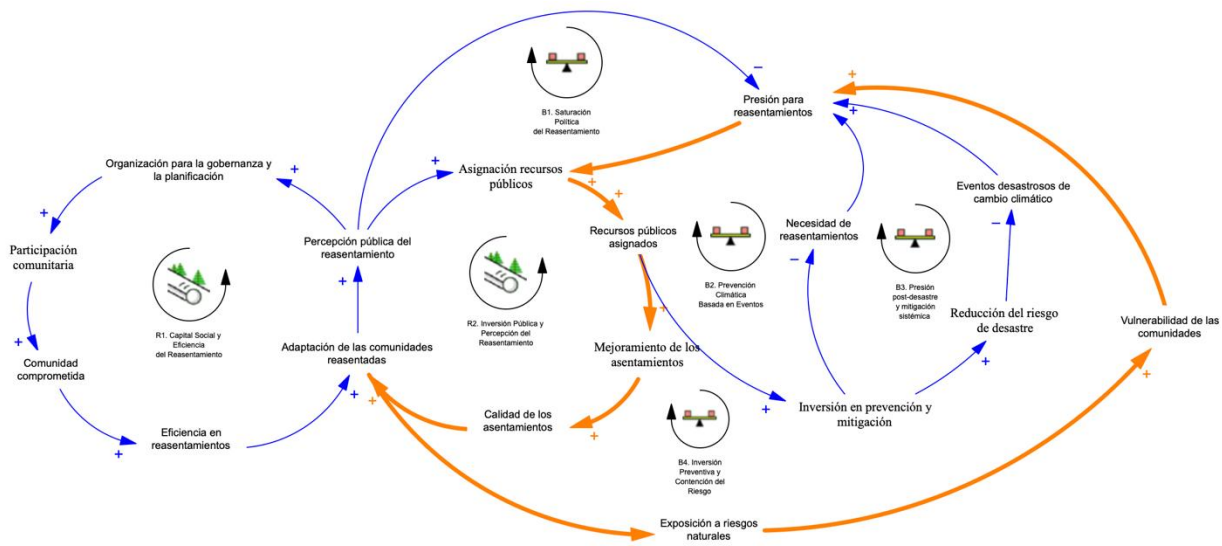 B1. Saturación
Política
del Reasentamiento
−
+
Presión para
reasentamientos
+
Organización para la gobernanza y
la planificación
+
+
Asignación recursos
públicos
+
+
+
Eventos desastrosos de
cambio climático
−
Participación
comunitaria
+
R1. Capital Social y
Eficiencia
del Reasentamiento
Percepción pública del
reasentamiento
+
R2. Inversión Pública y
Percepción del
Reasentamiento
Recursos públicos
asignados
B2. Prevención
Climática
Basada en Eventos
Necesidad de
reasentamientos
−
B3. Presión
post-desastre
y mitigación
sistémica
Reducción del riesgo
de desastre
+
Vulnerabilidad de las
comunidades
+
Comunidad
comprometida
Adaptación de las comunidades
reasentadas
+
+
+
Mejoramiento de los
asentamientos
Calidad de los
asentamientos
+
B4. Inversión
Preventiva y
Contención del
Riesgo
+
Inversión en prevención y
mitigación
Eficiencia en
reasentamientos
+
Exposición a riesgos
naturales